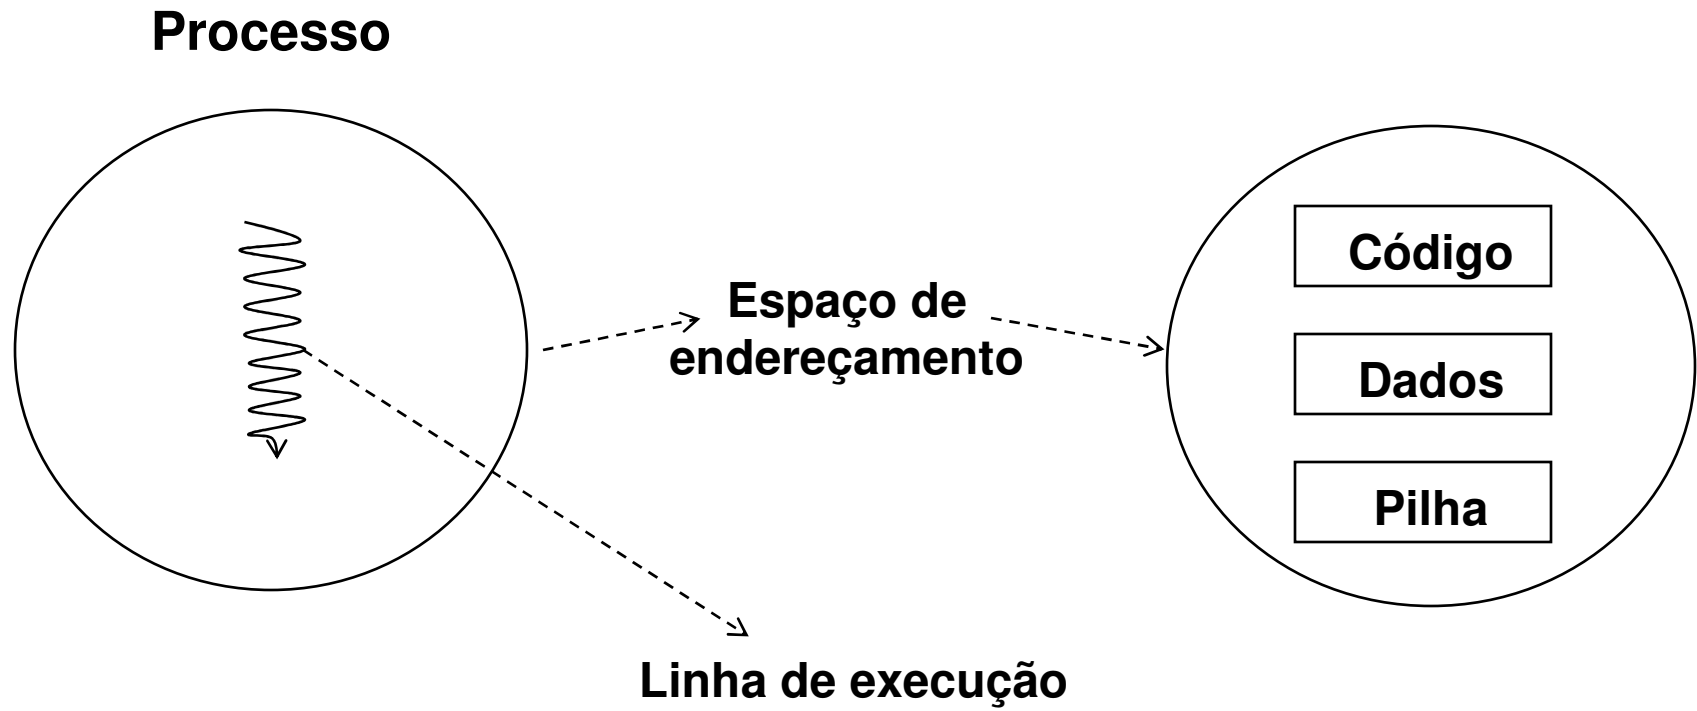 Processo
Espaço de
endereçamento
Código
Dados
Pilha
Linha de execução